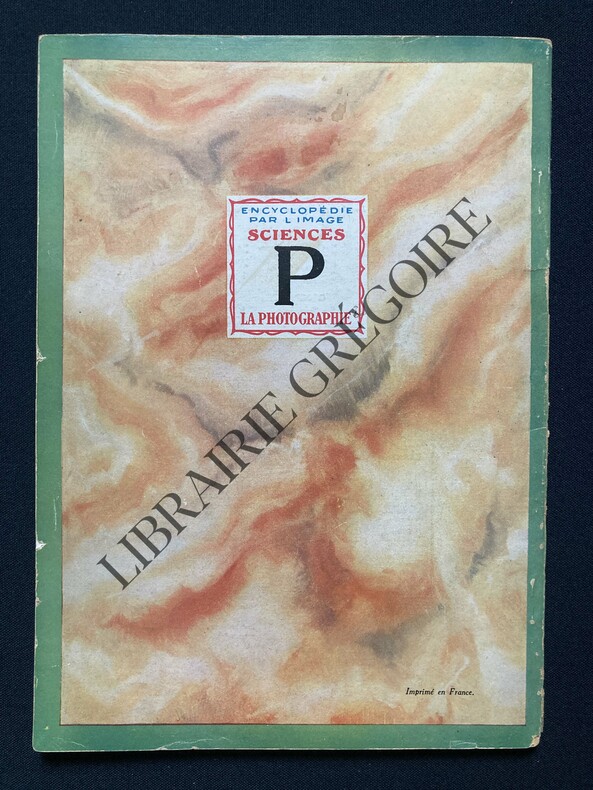 ENCYCLOPÉDIE
PAR L'IMAGE
SCIENCES
P
LA PHOTOGRAPHIE
LIBRAIRIE GRÉGOIRE
Imprimé en France.